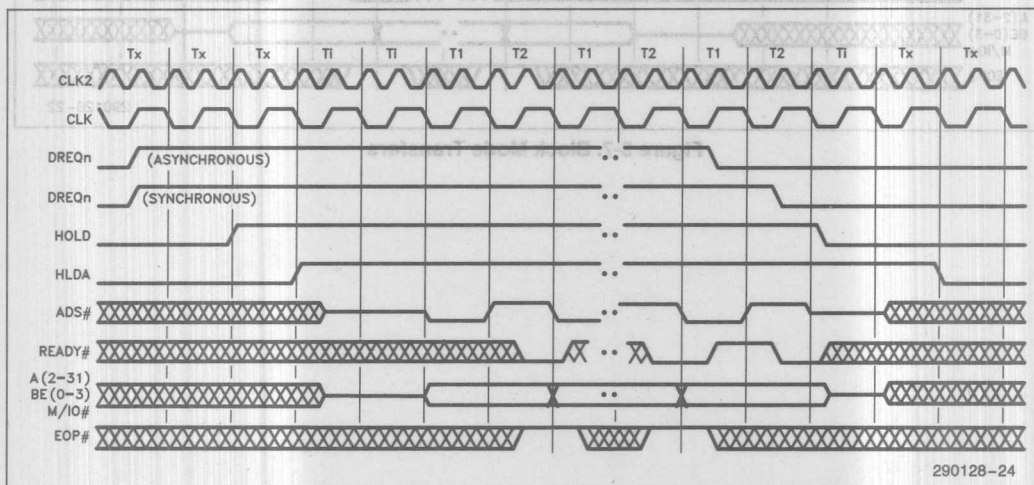 Tx Tx Tx Ti Ti T1 T2 T1 T2 T1 T2 Ti Tx Tx
CLK2
CLK
DREQn (ASYNCHRONOUS)
DREQn (SYNCHRONOUS)
HOLD
HLDA
ADS#
READY#
A(2-31)
BE(0-3)
M/IO#
EOP#
290128-24
Figure 5-7. Block Mode Transfers